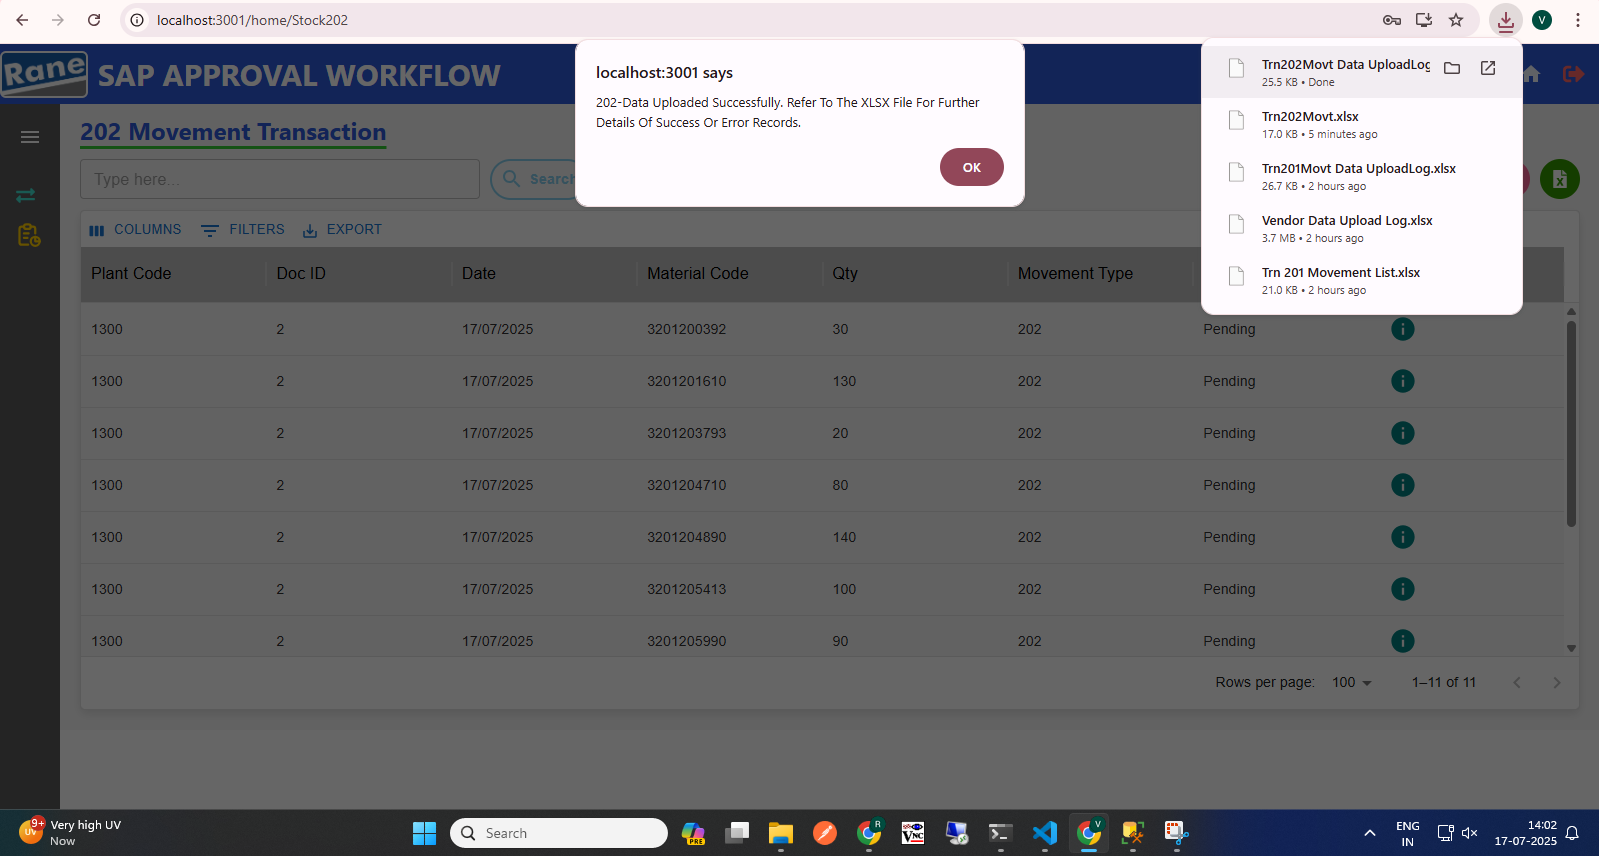 localhost:3001/home/Stock202
V
Rane
SAP APPROVAL WORKFLOW
localhost:3001 says
202-Data Uploaded Successfully. Refer To The XLSX File For Further
Details Of Success Or Error Records.
OK
Trn202Movt Data UploadLog
25.5 KB • Done
Trn202Movt.xlsx
17.0 KB • 5 minutes ago
Trn201Movt Data UploadLog.xlsx
26.7 KB • 2 hours ago
Vendor Data Upload Log.xlsx
3.7 MB • 2 hours ago
Trn 201 Movement List.xlsx
21.0 KB • 2 hours ago
202 Movement Transaction
Type here...
Search
COLUMNS FILTERS EXPORT
Plant Code Doc ID Date Material Code Qty Movement Type
1300 2 17/07/2025 3201200392 30 202 Pending
1300 2 17/07/2025 3201201610 130 202 Pending
1300 2 17/07/2025 3201203793 20 202 Pending
1300 2 17/07/2025 3201204710 80 202 Pending
1300 2 17/07/2025 3201204890 140 202 Pending
1300 2 17/07/2025 3201205413 100 202 Pending
1300 2 17/07/2025 3201205990 90 202 Pending
Rows per page: 100 1–11 of 11
UV 9+
Very high UV
Now
Search
PRE
R
VNC
V
ENG
IN
14:02
17-07-2025